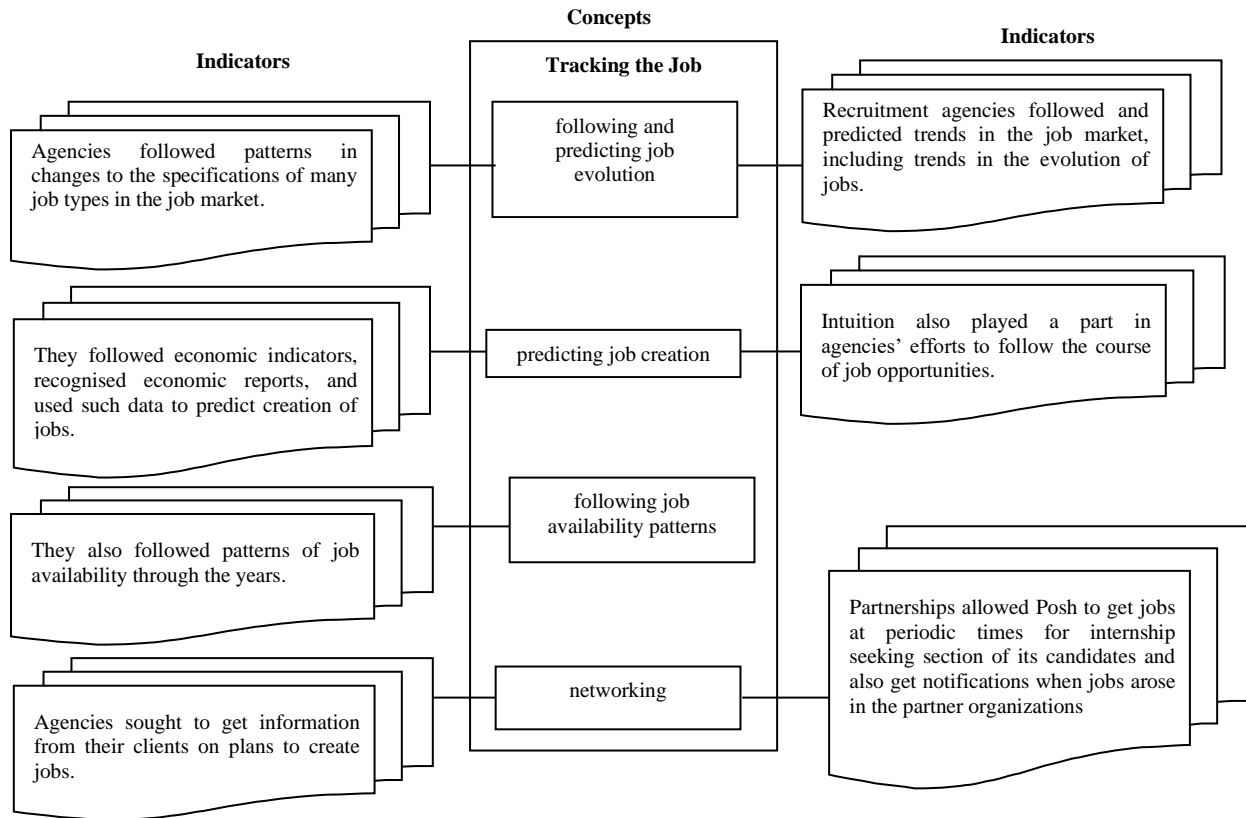 Concepts
Indicators
Indicators
Tracking the Job
Agencies followed patterns in
changes to the specifications of many
job types in the job market.
following and
predicting job
evolution
Recruitment agencies followed and
predicted trends in the job market,
including trends in the evolution of
jobs.
They followed economic indicators,
recognised economic reports, and
used such data to predict creation of
jobs.
predicting job creation
Intuition also played a part in
agencies' efforts to follow the course
of job opportunities.
They also followed patterns of job
availability through the years.
following job
availability patterns
Agencies sought to get information
from their clients on plans to create
jobs.
networking
Partnerships allowed Posh to get jobs
at periodic times for internship
seeking section of its candidates and
also get notifications when jobs arose
in the partner organizations